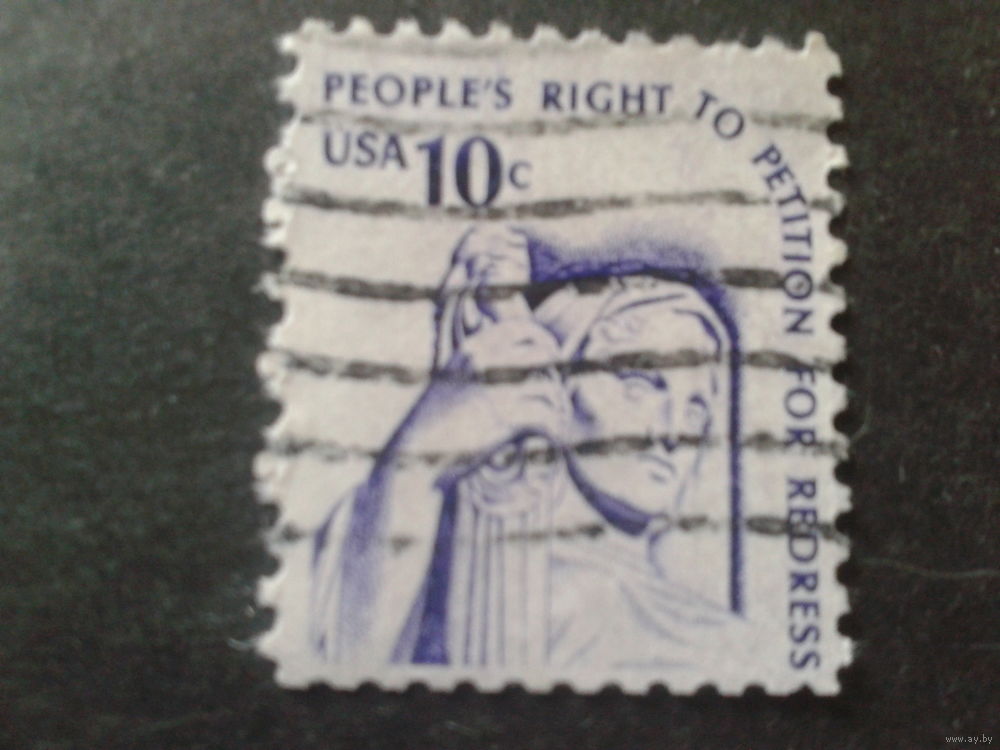 PEOPLE'S RIGHT TO PETITION FOR REDRESS
USA 10c
www.ay.by